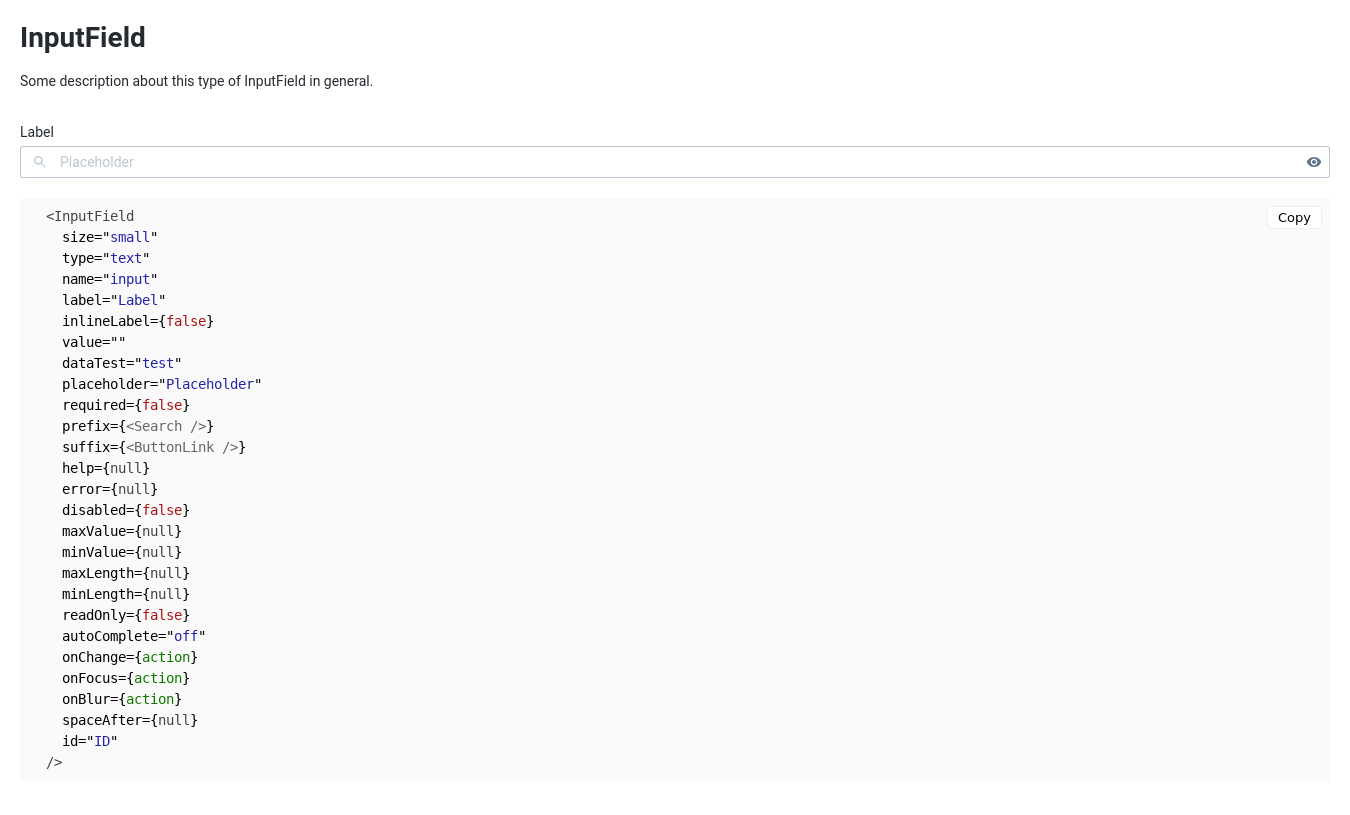 InputField
Some description about this type of InputField in general.
Label
Placeholder
<InputField
Copy
size="small"
type="text"
name="input"
label="Label"
inlineLabel={false}
value=""
dataTest="test"
placeholder="Placeholder"
required={false}
prefix={<Search />}
suffix={<ButtonLink />}
help={null}
error={null}
disabled={false}
maxValue={null}
minValue={null}
maxLength={null}
minLength={null}
readOnly={false}
autoComplete="off"
onChange={action}
onFocus={action}
onBlur={action}
spaceAfter={null}
id="ID"
/>